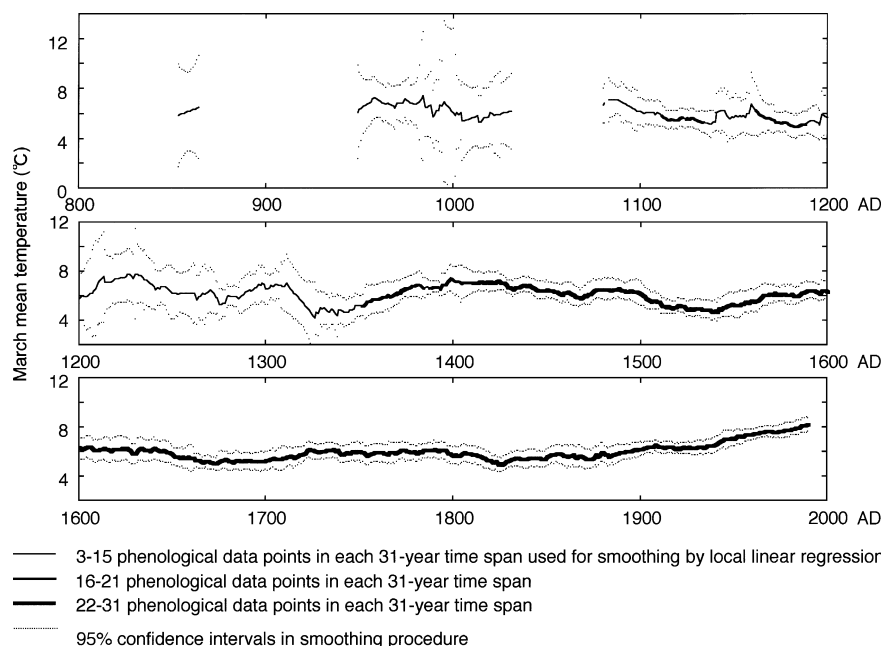 March mean temperature (℃)
12
8
4
0
800 900 1000 1100 1200 AD
12
8
4
1200 1300 1400 1500 1600 AD
12
8
4
1600 1700 1800 1900 2000 AD
3-15 phenological data points in each 31-year time span used for smoothing by local linear regression
16-21 phenological data points in each 31-year time span
22-31 phenological data points in each 31-year time span
95% confidence intervals in smoothing procedure